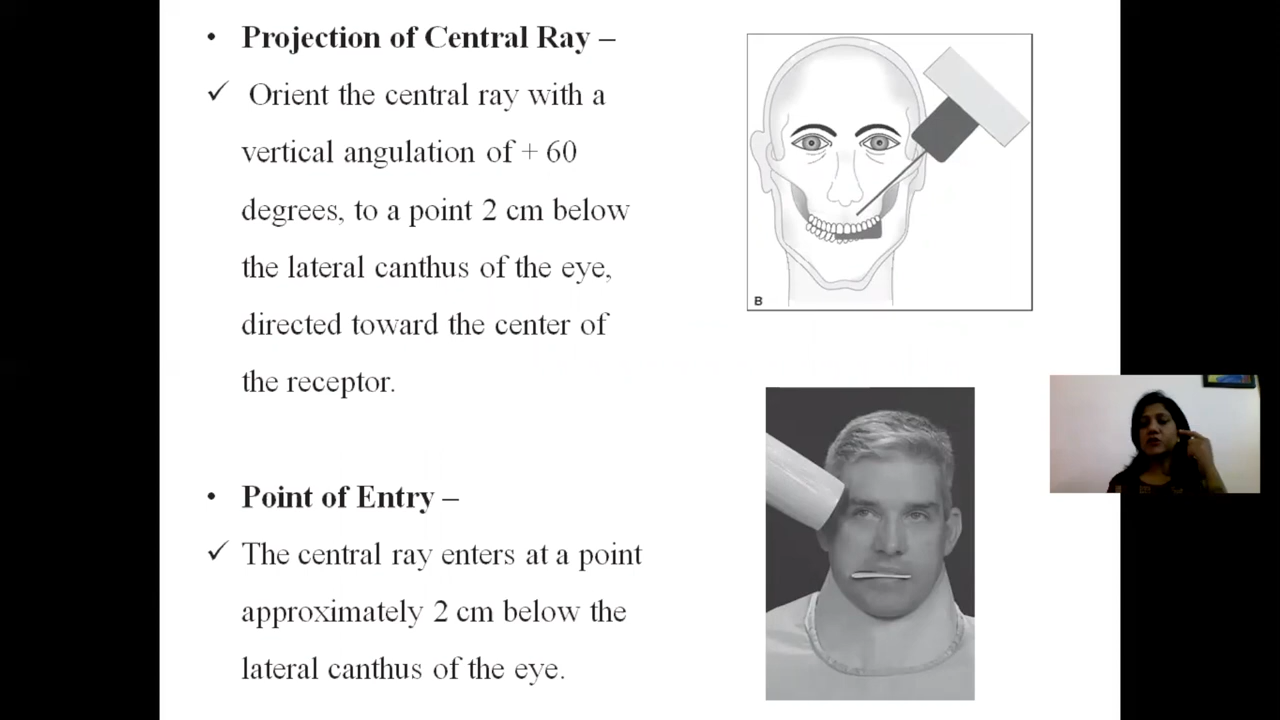 • Projection of Central Ray –
✓ Orient the central ray with a
vertical angulation of + 60
degrees, to a point 2 cm below
the lateral canthus of the eye,
directed toward the center of
the receptor.
• Point of Entry –
✓ The central ray enters at a point
approximately 2 cm below the
lateral canthus of the eye.
B